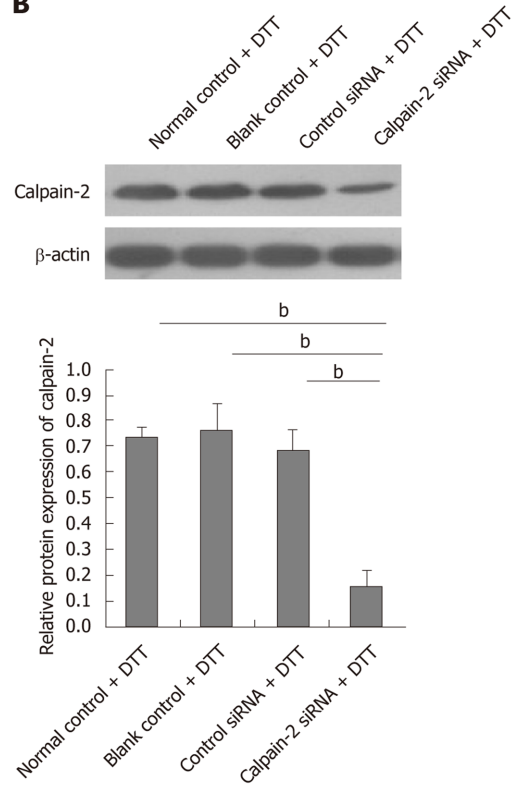 B
Normal control + DTT
Blank control + DTT
Control siRNA + DTT
Calpain-2 siRNA + DTT
Calpain-2
β-actin
b
b
b
Relative protein expression of calpain-2
1.0
0.9
0.8
0.7
0.6
0.5
0.4
0.3
0.2
0.1
0.0
Normal control + DTT
Blank control + DTT
Control siRNA + DTT
Calpain-2 siRNA + DTT